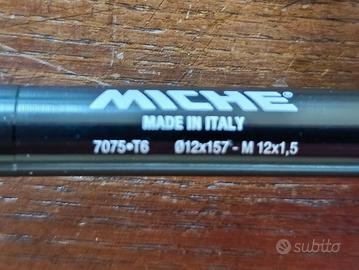 MICHE®
MADE IN ITALY
7075•T6 Ø12x157 - M 12x1,5
subito